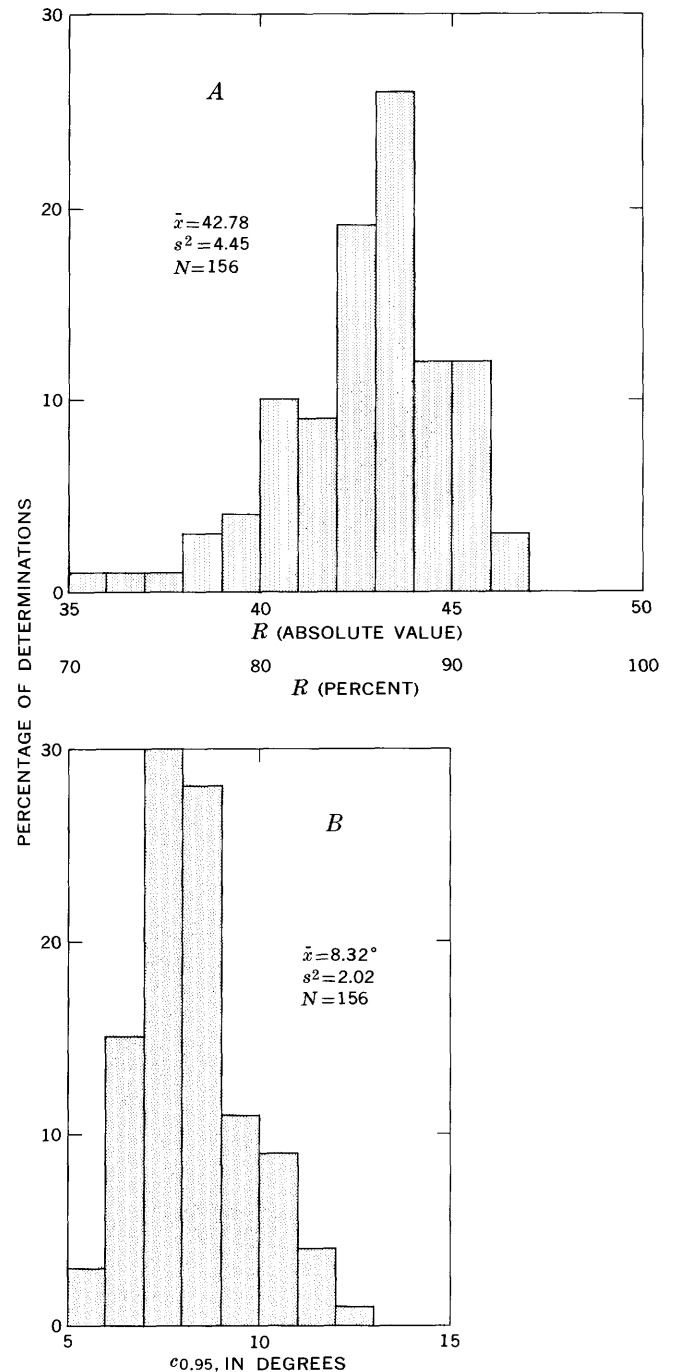 30
A
20
x̄=42.78
s²=4.45
N=156
10
0
35 40 45 50
R (ABSOLUTE VALUE)
70 80 90 100
R (PERCENT)
PERCENTAGE OF DETERMINATIONS
30
B
20
x̄=8.32°
s²=2.02
N=156
10
0
5 10 15
e0.95, IN DEGREES